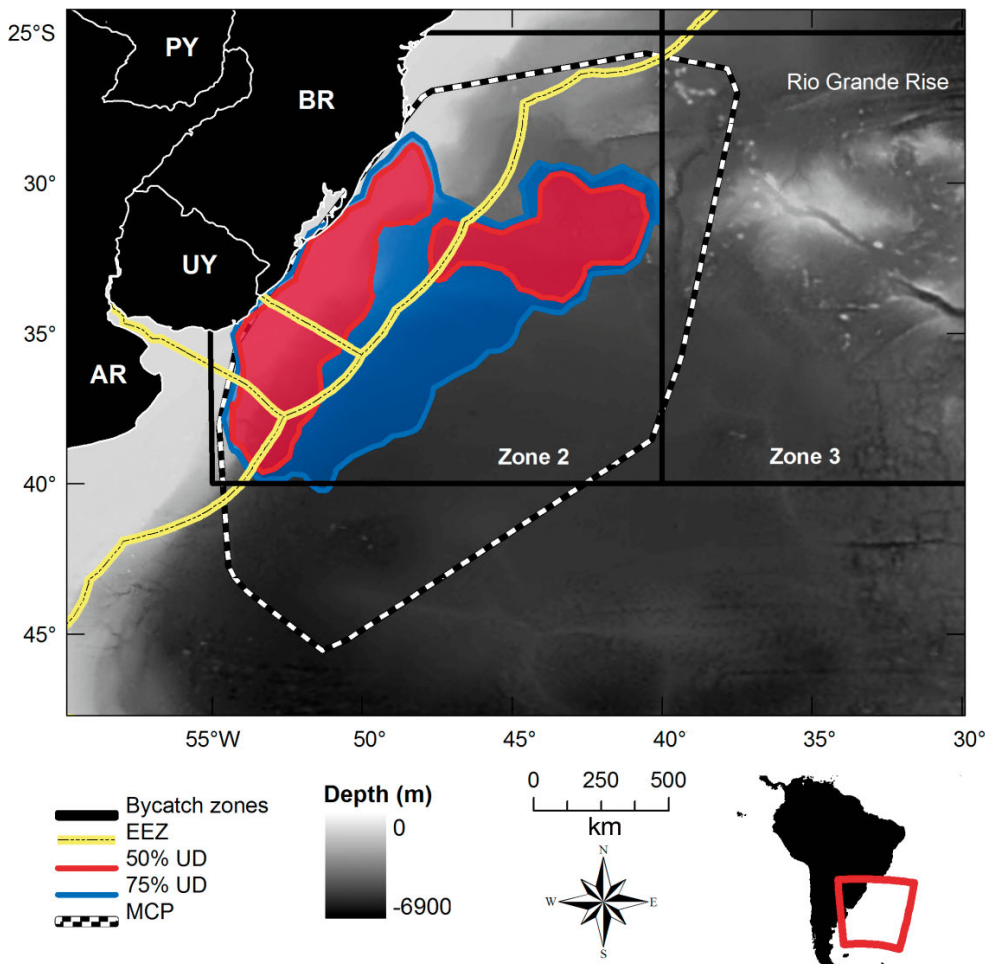 25°S
PY
BR
Rio Grande Rise
30°
UY
35°
AR
Zone 2
Zone 3
40°
45°
55°W
50°
45°
40°
35°
30°
Bycatch zones
EEZ
50% UD
75% UD
MCP
Depth (m)
0
-6900
0 250 500
km
N
W E
S